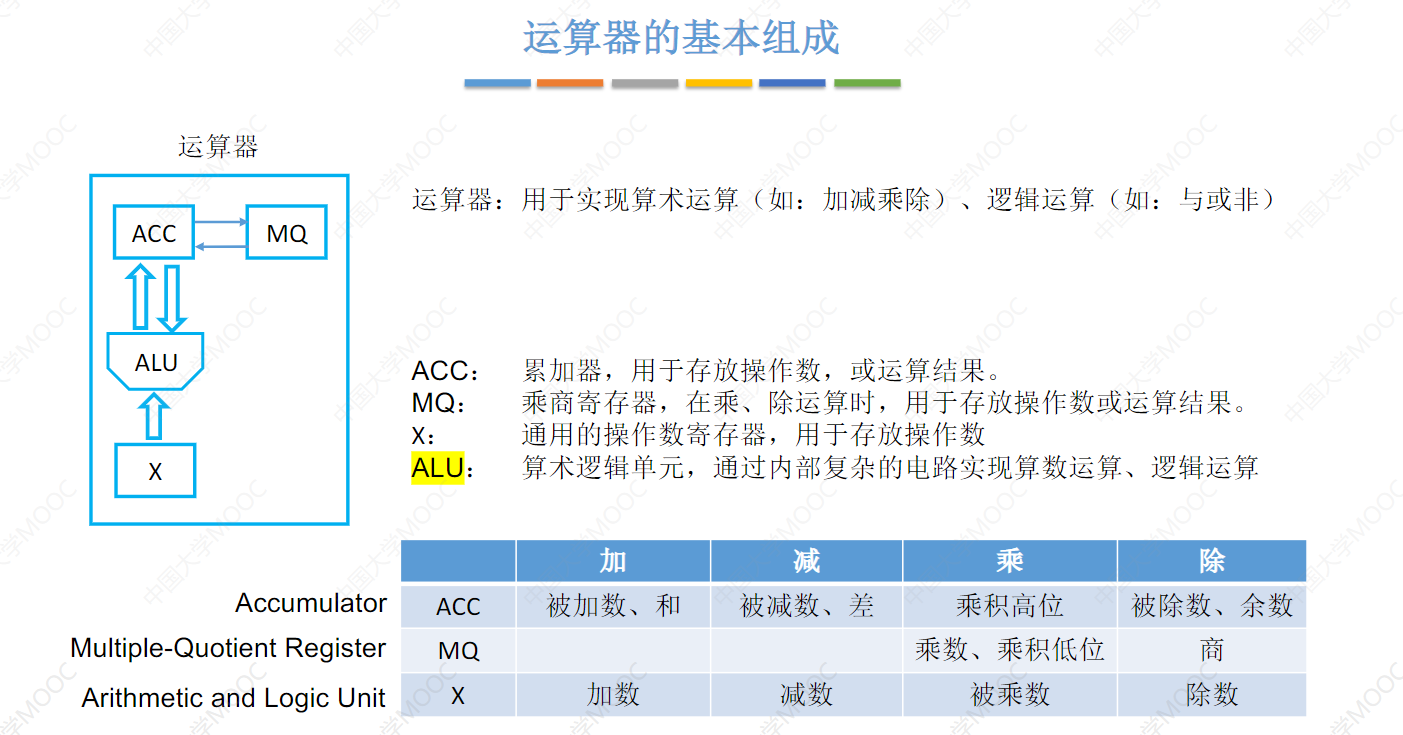 运算器的基本组成
运算器
运算器：用于实现算术运算（如：加减乘除）、逻辑运算（如：与或非）
ACC
MQ
ALU
X
ACC： 累加器，用于存放操作数，或运算结果。
MQ： 乘商寄存器，在乘、除运算时，用于存放操作数或运算结果。
X： 通用的操作数寄存器，用于存放操作数
ALU： 算术逻辑单元，通过内部复杂的电路实现算数运算、逻辑运算
加 减 乘 除
Accumulator ACC 被加数、和 被减数、差 乘积高位 被除数、余数
Multiple-Quotient Register MQ 乘数、乘积低位 商
Arithmetic and Logic Unit X 加数 减数 被乘数 除数
中国大学MOOC